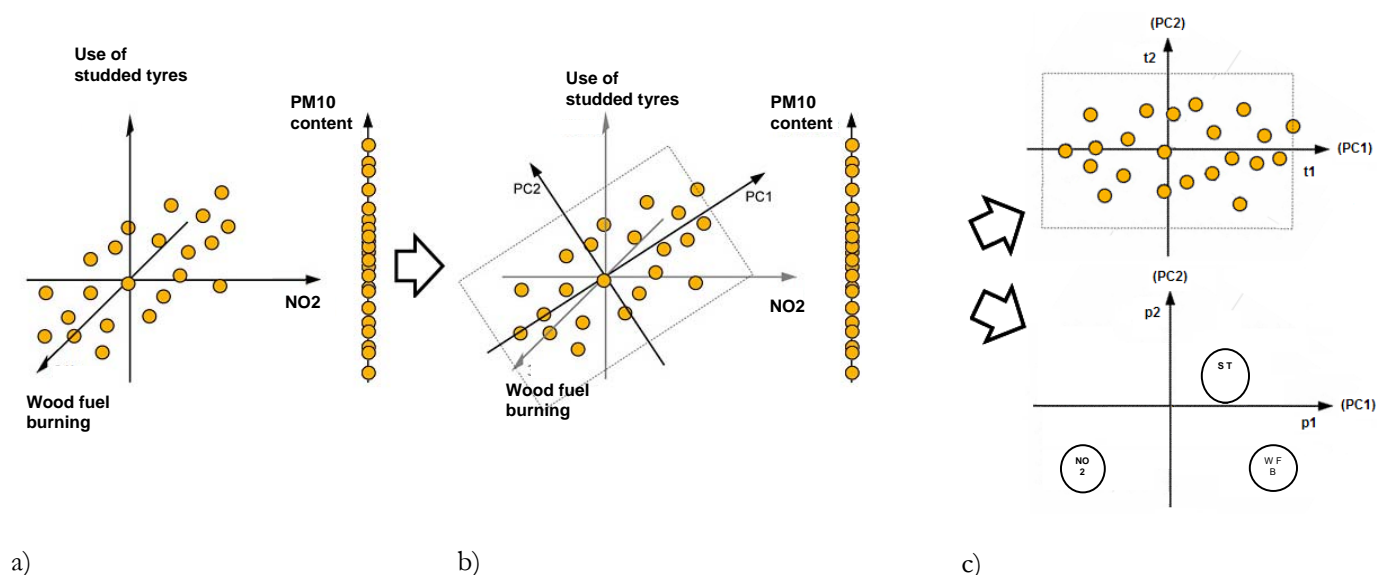 Use of
studded tyres
PM10
content
NO2
Wood fuel
burning
a)
Use of
studded tyres
PM10
content
PC2
PC1
NO2
Wood fuel
burning
b)
(PC2)
t2
(PC1)
t1
(PC2)
p2
S T
(PC1)
p1
NO
2
W F
B
c)